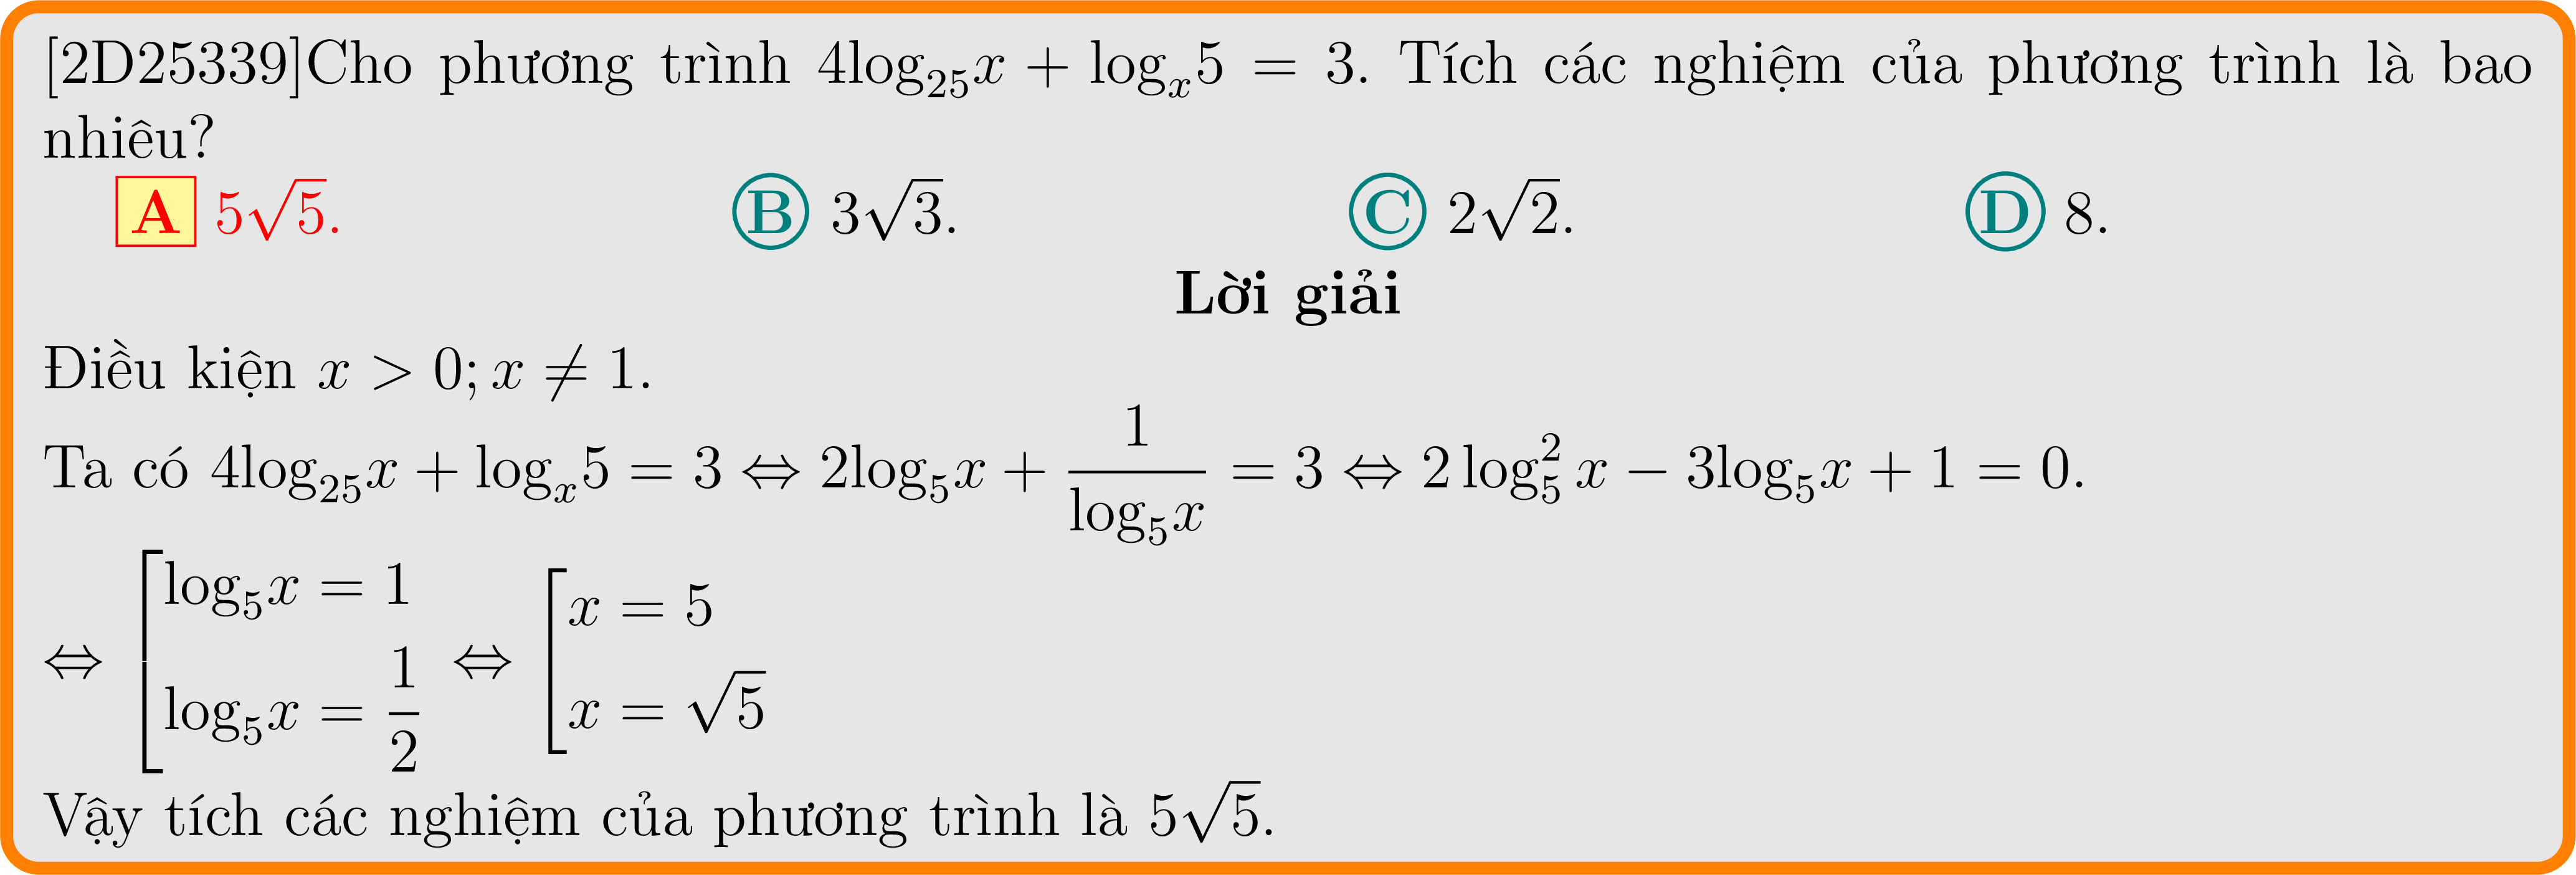 [2D25339]Cho phương trình $4\log_{25}x + \log_x 5 = 3$. Tích các nghiệm của phương trình là bao
nhiêu?
A $5\sqrt{5}$. B $3\sqrt{3}$. C $2\sqrt{2}$. D 8.
Lời giải
Điều kiện $x > 0; x \neq 1$.
Ta có $4\log_{25}x + \log_x 5 = 3 \Leftrightarrow 2\log_5 x + \frac{1}{\log_5 x} = 3 \Leftrightarrow 2\log_5^2 x - 3\log_5 x + 1 = 0$.
$\Leftrightarrow \left[\begin{array}{l} \log_5 x = 1 \\ \log_5 x = \frac{1}{2} \end{array}\right. \Leftrightarrow \left[\begin{array}{l} x = 5 \\ x = \sqrt{5} \end{array}\right.$
Vậy tích các nghiệm của phương trình là $5\sqrt{5}$.